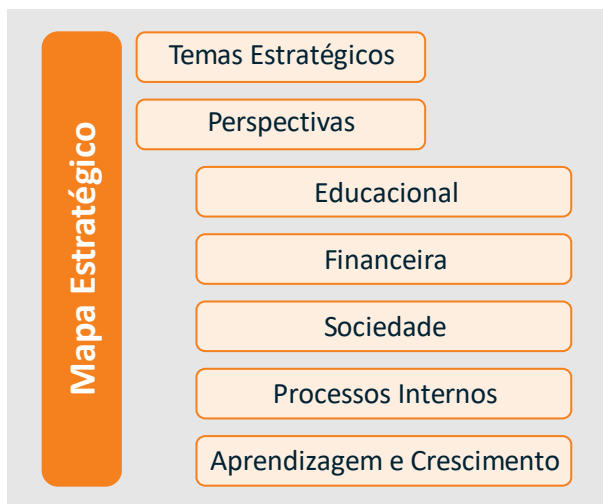 Mapa Estratégico
Temas Estratégicos
Perspectivas
Educacional
Financeira
Sociedade
Processos Internos
Aprendizagem e Crescimento